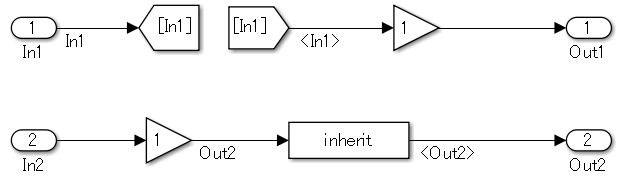 1
In1
In1
[In1]
[In1]
<In1>
1
1
Out1
2
In2
1
Out2
inherit
<Out2>
2
Out2